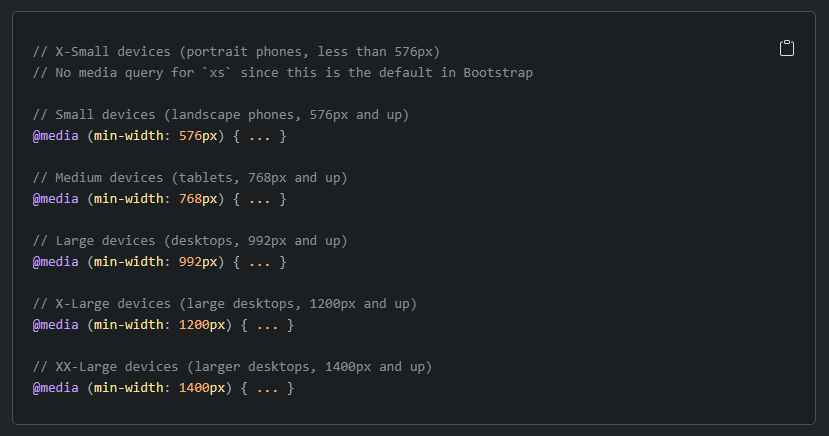 // X-Small devices (portrait phones, less than 576px)
// No media query for `xs` since this is the default in Bootstrap
// Small devices (landscape phones, 576px and up)
@media (min-width: 576px) { ... }
// Medium devices (tablets, 768px and up)
@media (min-width: 768px) { ... }
// Large devices (desktops, 992px and up)
@media (min-width: 992px) { ... }
// X-Large devices (large desktops, 1200px and up)
@media (min-width: 1200px) { ... }
// XX-Large devices (larger desktops, 1400px and up)
@media (min-width: 1400px) { ... }